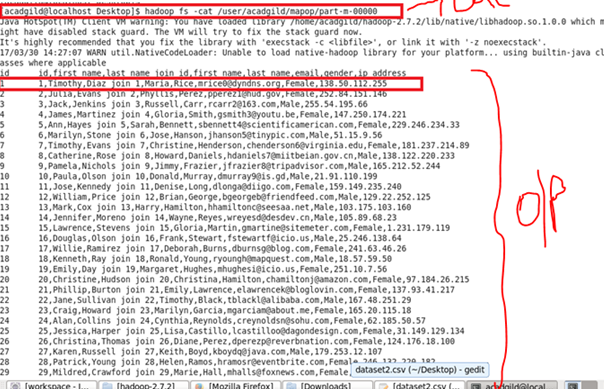 acadgild@localhost Desktop]$ hadoop fs -cat /user/acadgild/mapop/part-m-00000
Java HotSpot(TM) Client VM warning: You have loaded library /home/acadgild/hadoop-2.7.2/lib/native/libhadoop.so.1.0.0 which m
ight have disabled stack guard. The VM will try to fix the stack guard now.
It's highly recommended that you fix the library with 'execstack -c <libfile>', or link it with '-z noexecstack'.
17/03/30 14:27:07 WARN util.NativeCodeLoader: Unable to load native-hadoop library for your platform... using builtin-java cl
asses where applicable
id id,first_name,last_name join id,first_name,last_name,email,gender,ip_address
1 1,Timothy,Diaz join 1,Maria,Rice,mrice0@dyndns.org,Female,138.50.112.255
2 2,Julia,Evans join 2,Phyllis,Perez,pperez1@hud.gov,Female,252.84.151.146
3 3,Jack,Jenkins join 3,Russell,Carr,rcarr2@163.com,Male,255.54.195.66
4 4,James,Martinez join 4,Gloria,Smith,gsmith3@youtu.be,Female,147.250.174.221
5 5,Ann,Hayes join 5,Sarah,Bennett,sbennett4@scientificamerican.com,Female,229.246.234.33
6 6,Marilyn,Stone join 6,Jose,Hanson,jhanson5@tinypic.com,Male,51.15.9.56
7 7,Timothy,Evans join 7,Christine,Henderson,chenderson6@virginia.edu,Female,181.237.214.89
8 8,Catherine,Rose join 8,Howard,Daniels,hdaniels7@mitbeian.gov.cn,Male,138.122.220.233
9 9,Pamela,Nichols join 9,Jimmy,Frazier,jfrazier8@tripadvisor.com,Male,165.212.52.244
10 10,Paula,Olson join 10,Donald,Murray,dmurray9@is.gd,Male,21.91.110.199
11 11,Jose,Kennedy join 11,Denise,Long,dlonga@diigo.com,Female,159.149.235.240
12 12,William,Price join 12,Brian,George,bgeorgeb@friendfeed.com,Male,129.22.252.125
13 13,Mark,Cox join 13,Harry,Hamilton,hhamiltonc@seesaa.net,Male,103.175.103.160
14 14,Jennifer,Moreno join 14,Wayne,Reyes,wreyesd@desdev.cn,Male,105.89.68.23
15 15,Lawrence,Stevens join 15,Gloria,Martin,gmartine@sitemeter.com,Female,1.231.179.119
16 16,Douglas,Olson join 16,Frank,Stewart,fstewartf@icio.us,Male,25.246.138.64
17 17,Willie,Ramirez join 17,Deborah,Burns,dburnsg@blog.com,Female,241.63.46.26
18 18,Kenneth,Ray join 18,Ronald,Young,ryoungh@mapquest.com,Male,18.57.59.50
19 19,Emily,Day join 19,Margaret,Hughes,mhughesi@icio.us,Female,251.10.7.56
20 20,Christine,Hudson join 20,Christina,Hamilton,chamiltonj@amazon.com,Female,97.184.26.215
21 21,Phillip,Burton join 21,Emily,Lawrence,elawrencek@bloglovin.com,Female,137.93.41.217
22 22,Jane,Sullivan join 22,Timothy,Black,tblackl@alibaba.com,Male,167.48.251.29
23 23,Craig,Howard join 23,Marilyn,Garcia,mgarciam@about.me,Female,165.20.115.18
24 24,Alan,Collins join 24,Cynthia,Reynolds,creynoldsn@sohu.com,Female,62.185.50.57
25 25,Jessica,Harper join 25,Lisa,Castillo,lcastilloo@dagondesign.com,Female,31.149.129.134
26 26,Christina,Thomas join 26,Diane,Perez,dperezp@reverbnation.com,Female,124.176.18.100
27 27,Karen,Russell join 27,Keith,Boyd,kboydq@java.com,Male,179.253.12.107
28 28,Patrick,Young join 28,Helen,Ramos,hramosr@eventbrite.com,Female,246.132.229.182
29 29,Mildred,Crawford join 29,Marie,Hall,mhalls@foxnews.com,Female
O/P
dataset2.csv (~/Desktop) - gedit
[workspace - Java
[hadoop-2.7.2]
[Mozilla Firefox]
[Downloads]
[dataset2.csv (~/
acadgild@local